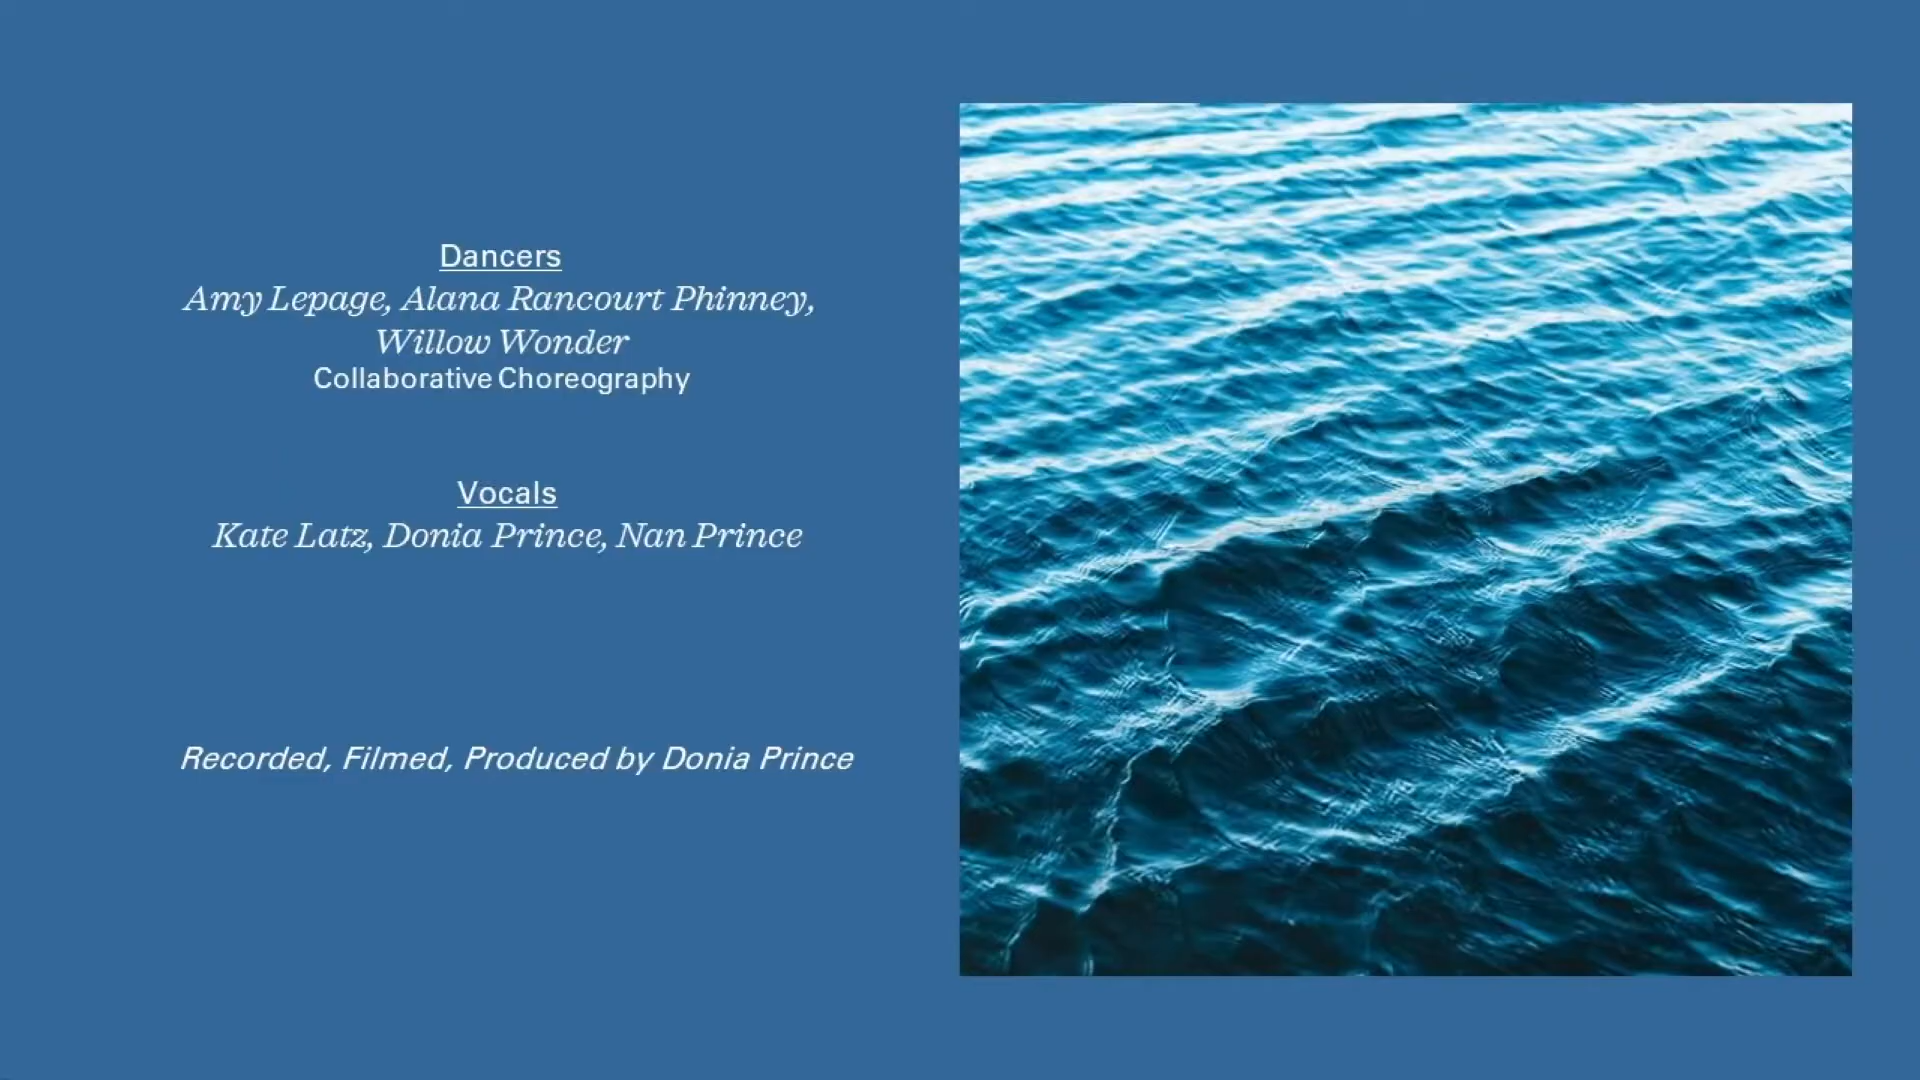 Dancers
Amy Lepage, Alana Rancourt Phinney,
Willow Wonder
Collaborative Choreography
Vocals
Kate Latz, Donia Prince, Nan Prince
Recorded, Filmed, Produced by Donia Prince